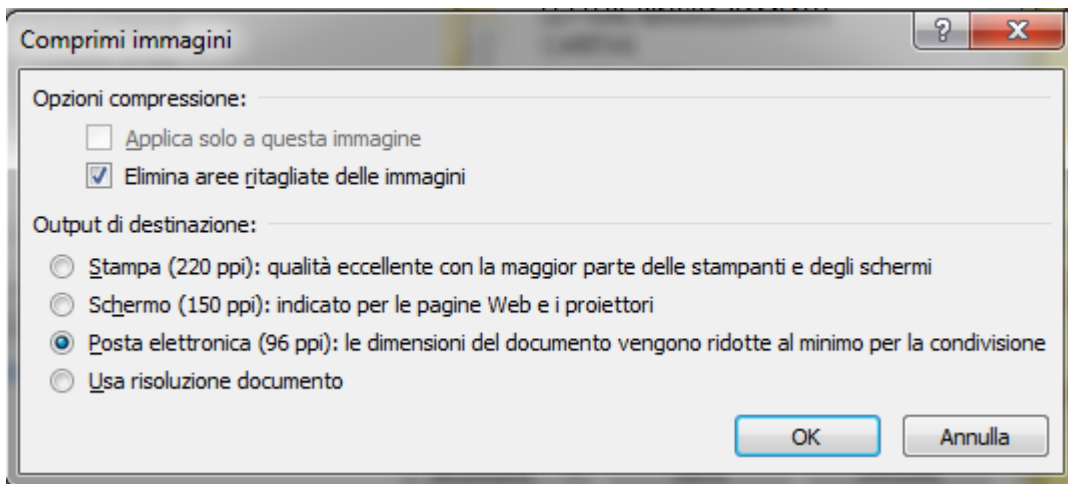 Comprimi immagini
Opzioni compressione:
Applica solo a questa immagine
Elimina aree ritagliate delle immagini
Output di destinazione:
Stampa (220 ppi): qualità eccellente con la maggior parte delle stampanti e degli schermi
Schermo (150 ppi): indicato per le pagine Web e i proiettori
Posta elettronica (96 ppi): le dimensioni del documento vengono ridotte al minimo per la condivisione
Usa risoluzione documento
OK Annulla